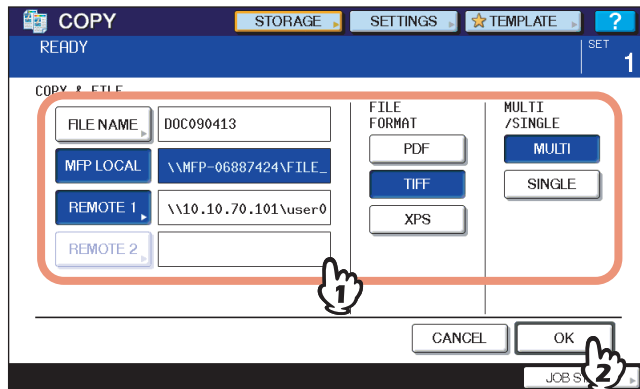 COPY
STORAGE
SETTINGS
TEMPLATE
?
READY
SET
1
COPY & FILE
FILE NAME
DOC090413
MFP LOCAL
\\MFP-06887424\FILE_
REMOTE 1
\\10.10.70.101\user0
REMOTE 2
FILE
FORMAT
PDF
TIFF
XPS
MULTI
/SINGLE
MULTI
SINGLE
1
CANCEL
OK
2
JOB S